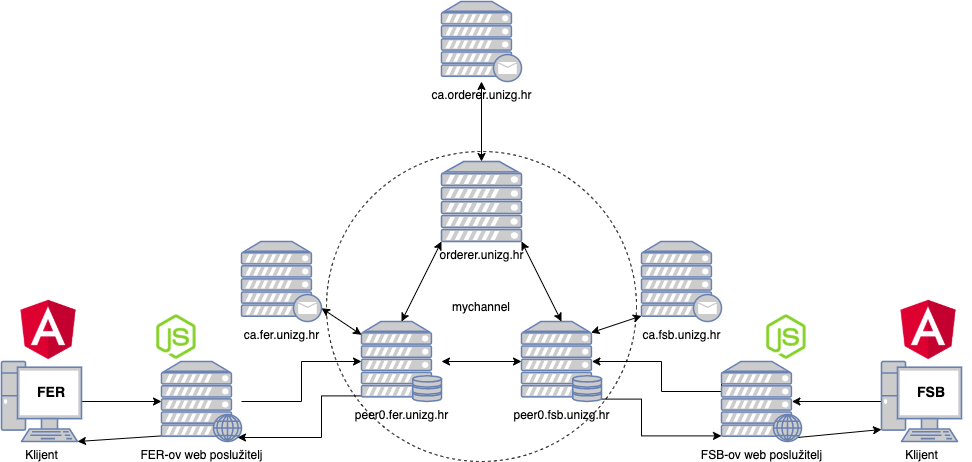 ca.orderer.unizg.hr
orderer.unizg.hr
mychannel
ca.fer.unizg.hr
ca.fsb.unizg.hr
peer0.fer.unizg.hr
peer0.fsb.unizg.hr
A
JS
FER
Klijent
FER-ov web poslužitelj
JS
A
FSB
FSB-ov web poslužitelj
Klijent